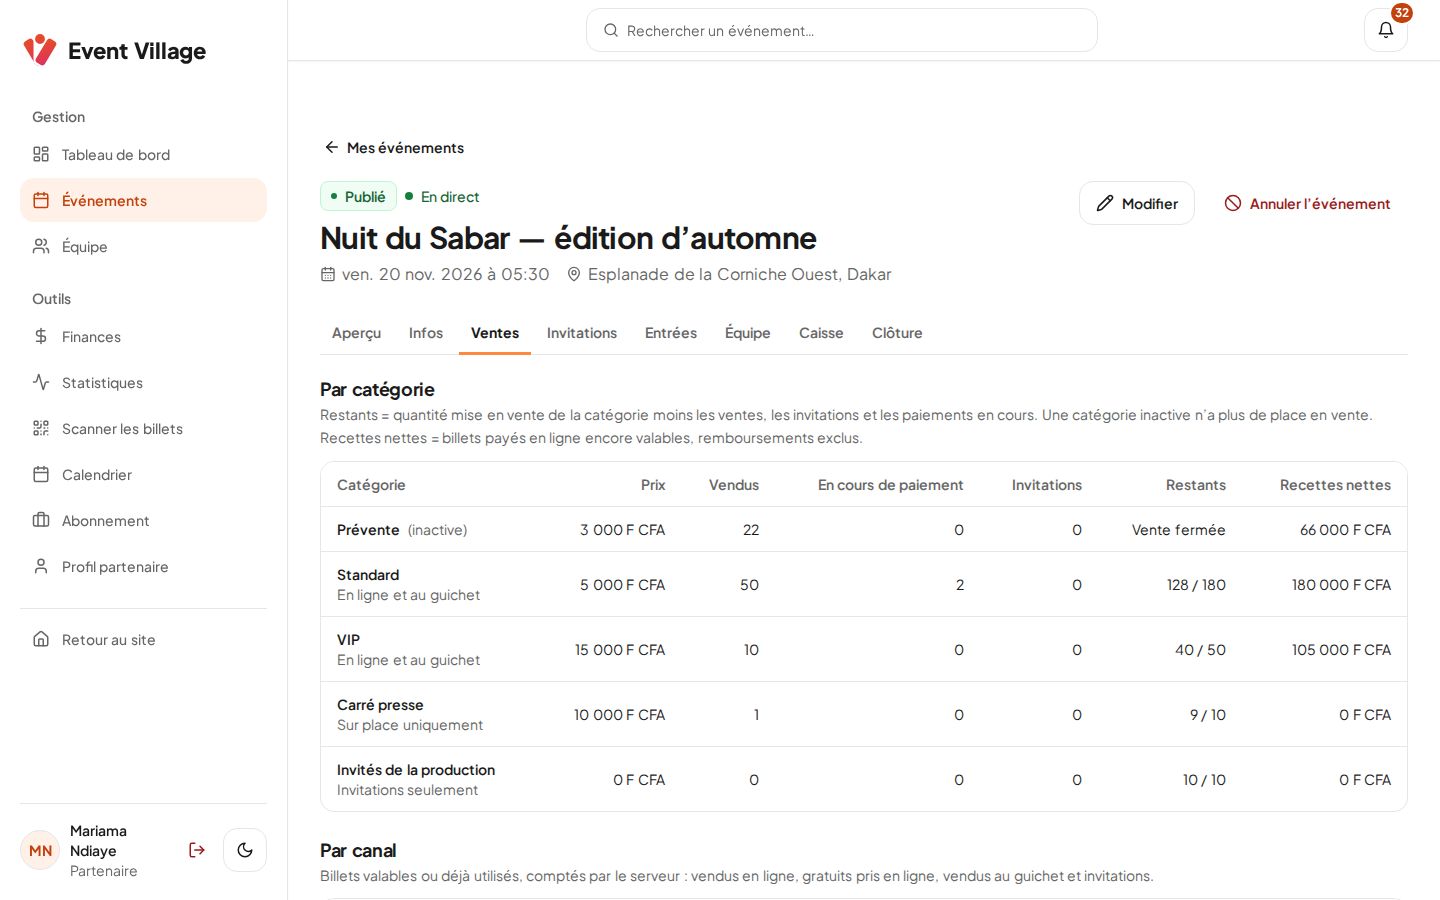 Event Village
Rechercher un événement…
32
Gestion
Tableau de bord
Événements
Équipe
Outils
Finances
Statistiques
Scanner les billets
Calendrier
Abonnement
Profil partenaire
Retour au site
MN
Mariama
Ndiaye
Partenaire
Mes événements
Publié
En direct
Modifier
Annuler l’événement
Nuit du Sabar — édition d’automne
ven. 20 nov. 2026 à 05:30 Esplanade de la Corniche Ouest, Dakar
Aperçu Infos Ventes Invitations Entrées Équipe Caisse Clôture
Par catégorie
Restants = quantité mise en vente de la catégorie moins les ventes, les invitations et les paiements en cours. Une catégorie inactive n’a plus de place en vente.
Recettes nettes = billets payés en ligne encore valables, remboursements exclus.
Catégorie Prix Vendus En cours de paiement Invitations Restants Recettes nettes
Prévente (inactive) 3 000 F CFA 22 0 0 Vente fermée 66 000 F CFA
Standard
En ligne et au guichet
5 000 F CFA 50 2 0 128 / 180 180 000 F CFA
VIP
En ligne et au guichet
15 000 F CFA 10 0 0 40 / 50 105 000 F CFA
Carré presse
Sur place uniquement
10 000 F CFA 1 0 0 9 / 10 0 F CFA
Invités de la production
Invitations seulement
0 F CFA 0 0 0 10 / 10 0 F CFA
Par canal
Billets valables ou déjà utilisés, comptés par le serveur : vendus en ligne, gratuits pris en ligne, vendus au guichet et invitations.